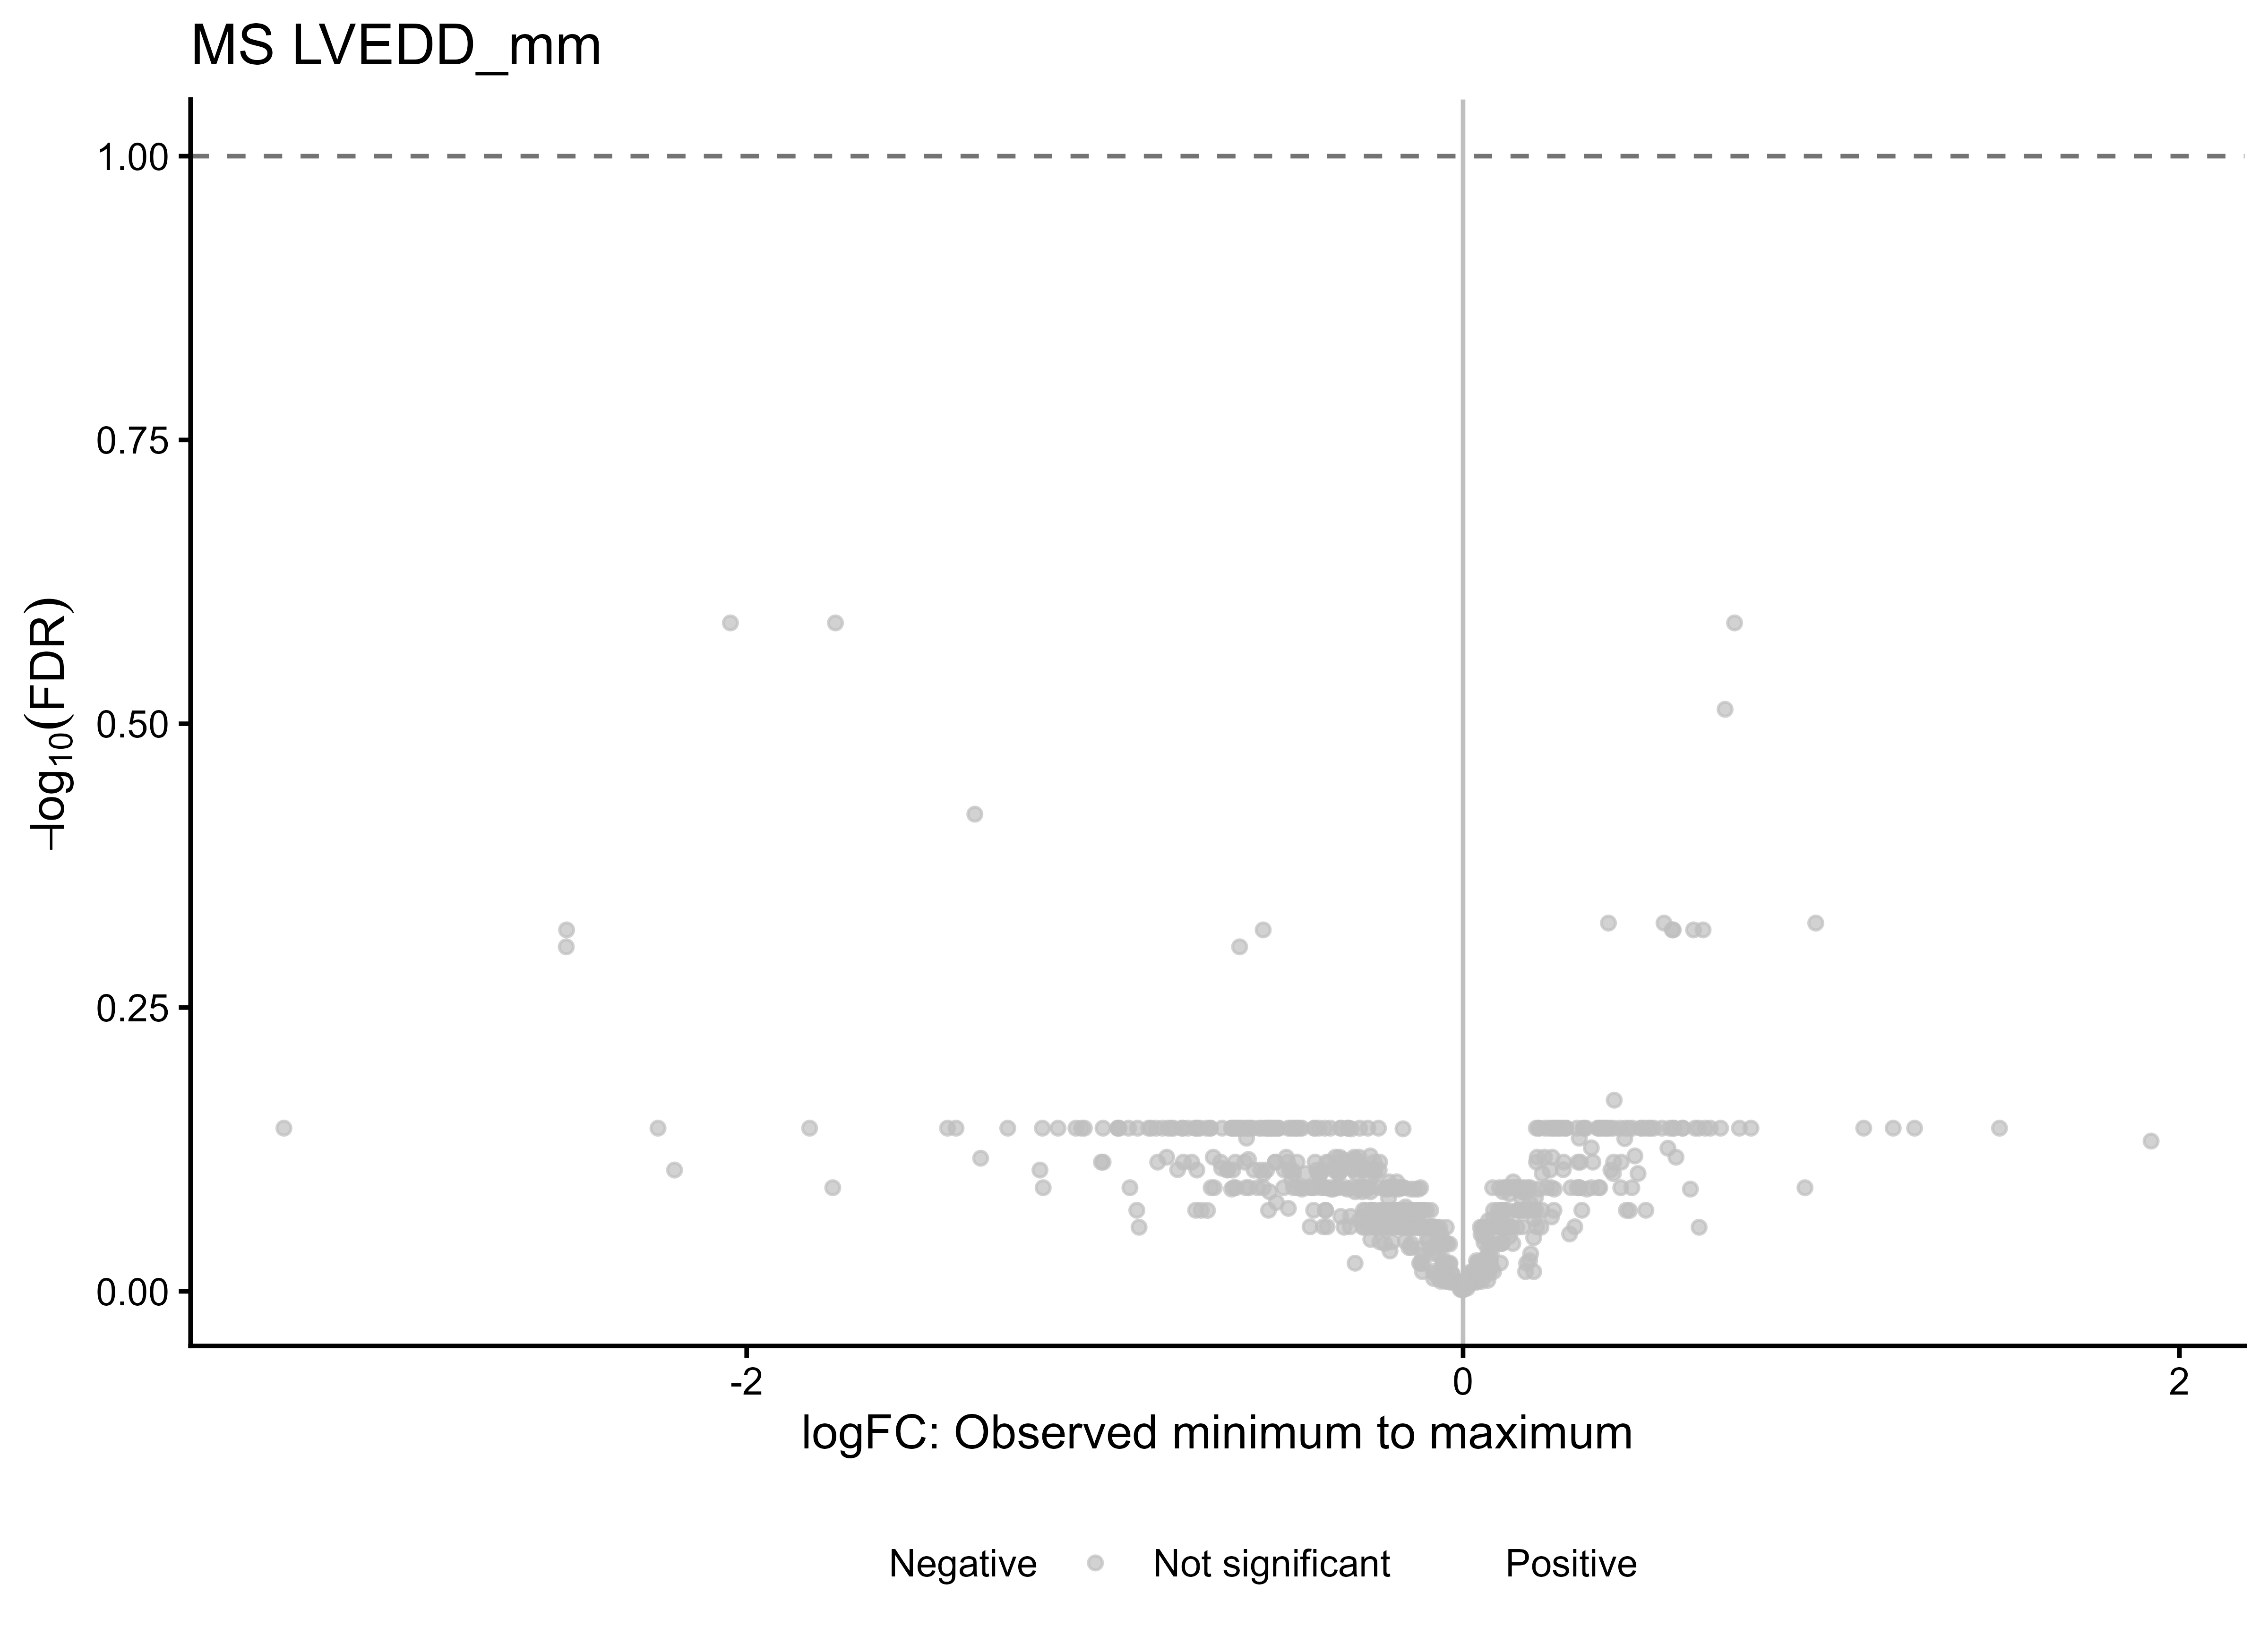 MS LVEDD_mm
1.00
0.75
0.50
0.25
0.00
–log10(FDR)
-2 0 2
logFC: Observed minimum to maximum
Negative Not significant Positive